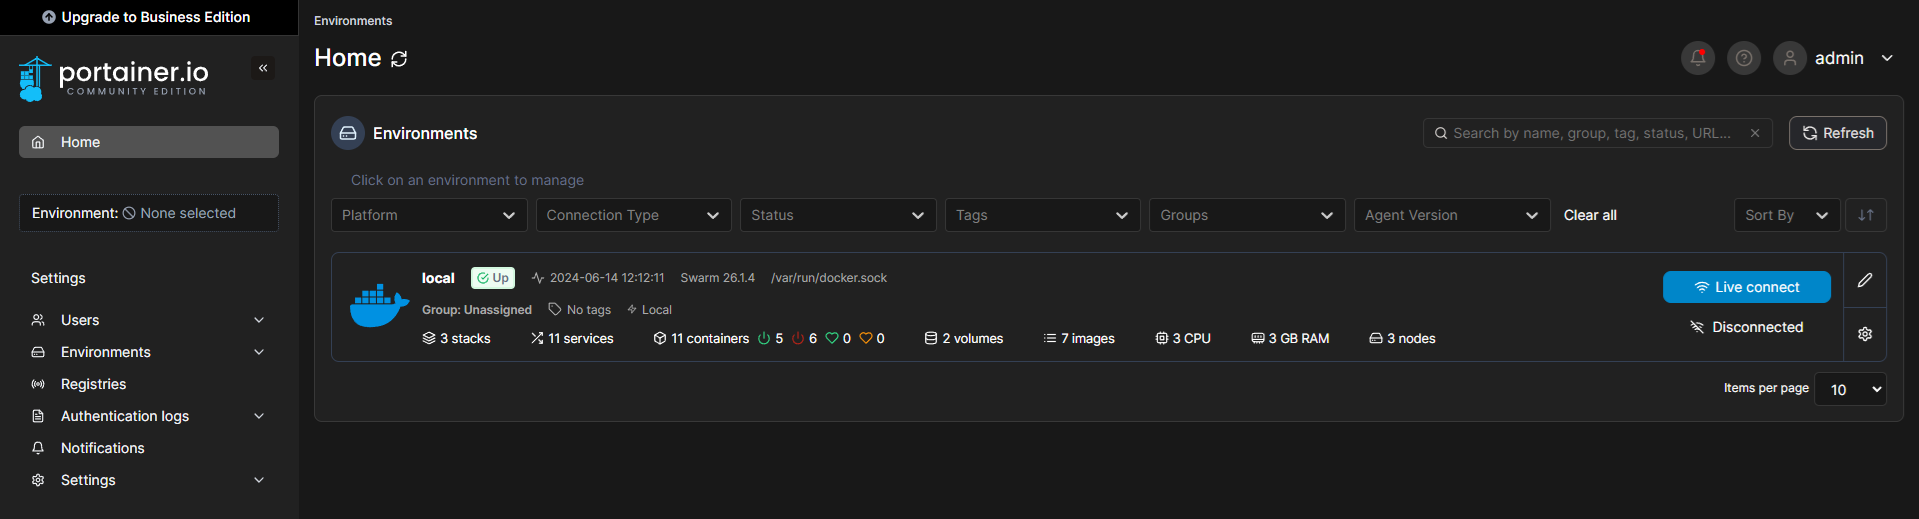 Upgrade to Business Edition
portainer.io
COMMUNITY EDITION
Home
Environment: None selected
Settings
Users
Environments
Registries
Authentication logs
Notifications
Settings
Environments
Home
admin
Environments
Search by name, group, tag, status, URL...
Refresh
Click on an environment to manage
Platform Connection Type Status Tags Groups Agent Version Clear all Sort By
local Up 2024-06-14 12:12:11 Swarm 26.1.4 /var/run/docker.sock
Live connect
Group: Unassigned No tags Local
Disconnected
3 stacks 11 services 11 containers 5 6 0 0 2 volumes 7 images 3 CPU 3 GB RAM 3 nodes
Items per page 10